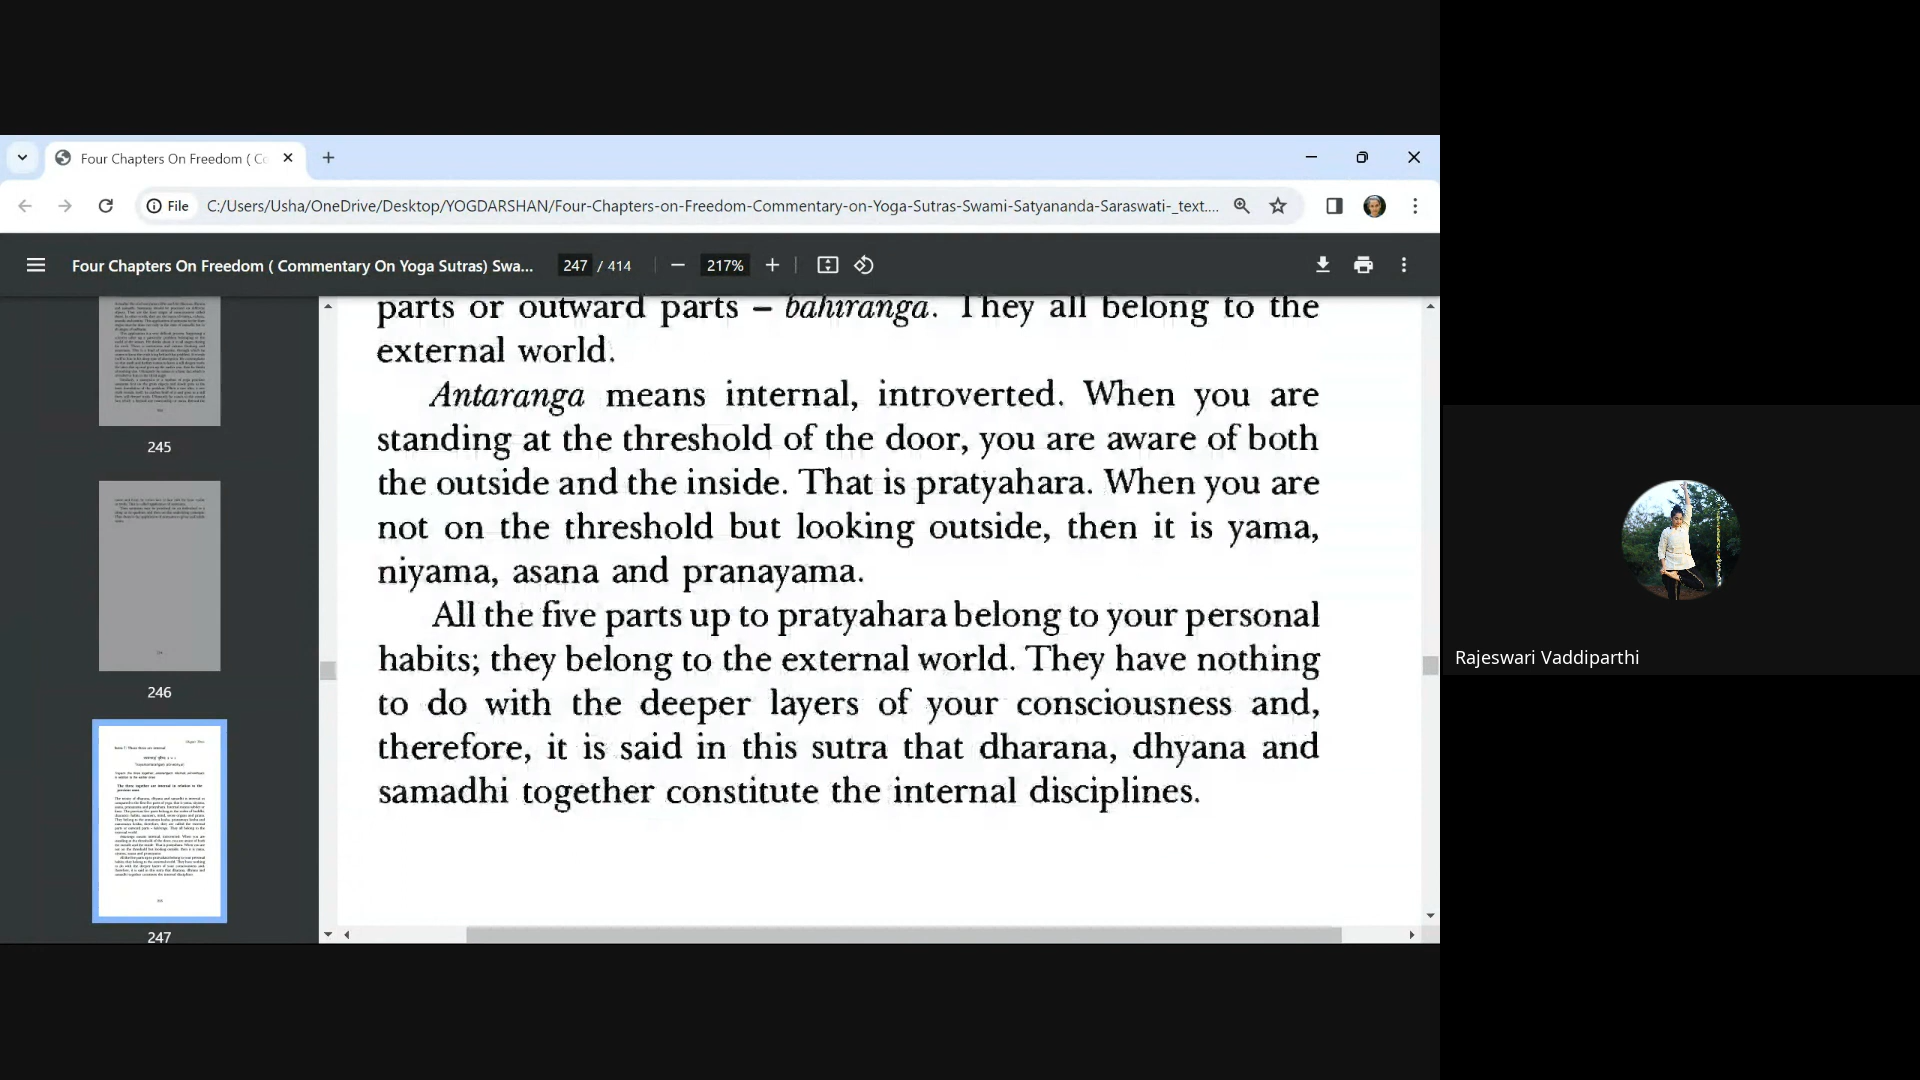 Four Chapters On Freedom ( Co
File
C:/Users/Usha/OneDrive/Desktop/YOGDARSHAN/Four-Chapters-on-Freedom-Commentary-on-Yoga-Sutras-Swami-Satyananda-Saraswati-_text....
Four Chapters On Freedom ( Commentary On Yoga Sutras) Swa...
247 / 414
217%
245
246
247
parts or outward parts – bahiranga. They all belong to the
external world.
Antaranga means internal, introverted. When you are
standing at the threshold of the door, you are aware of both
the outside and the inside. That is pratyahara. When you are
not on the threshold but looking outside, then it is yama,
niyama, asana and pranayama.
All the five parts up to pratyahara belong to your personal
habits; they belong to the external world. They have nothing
to do with the deeper layers of your consciousness and,
therefore, it is said in this sutra that dharana, dhyana and
samadhi together constitute the internal disciplines.
Rajeswari Vaddiparthi